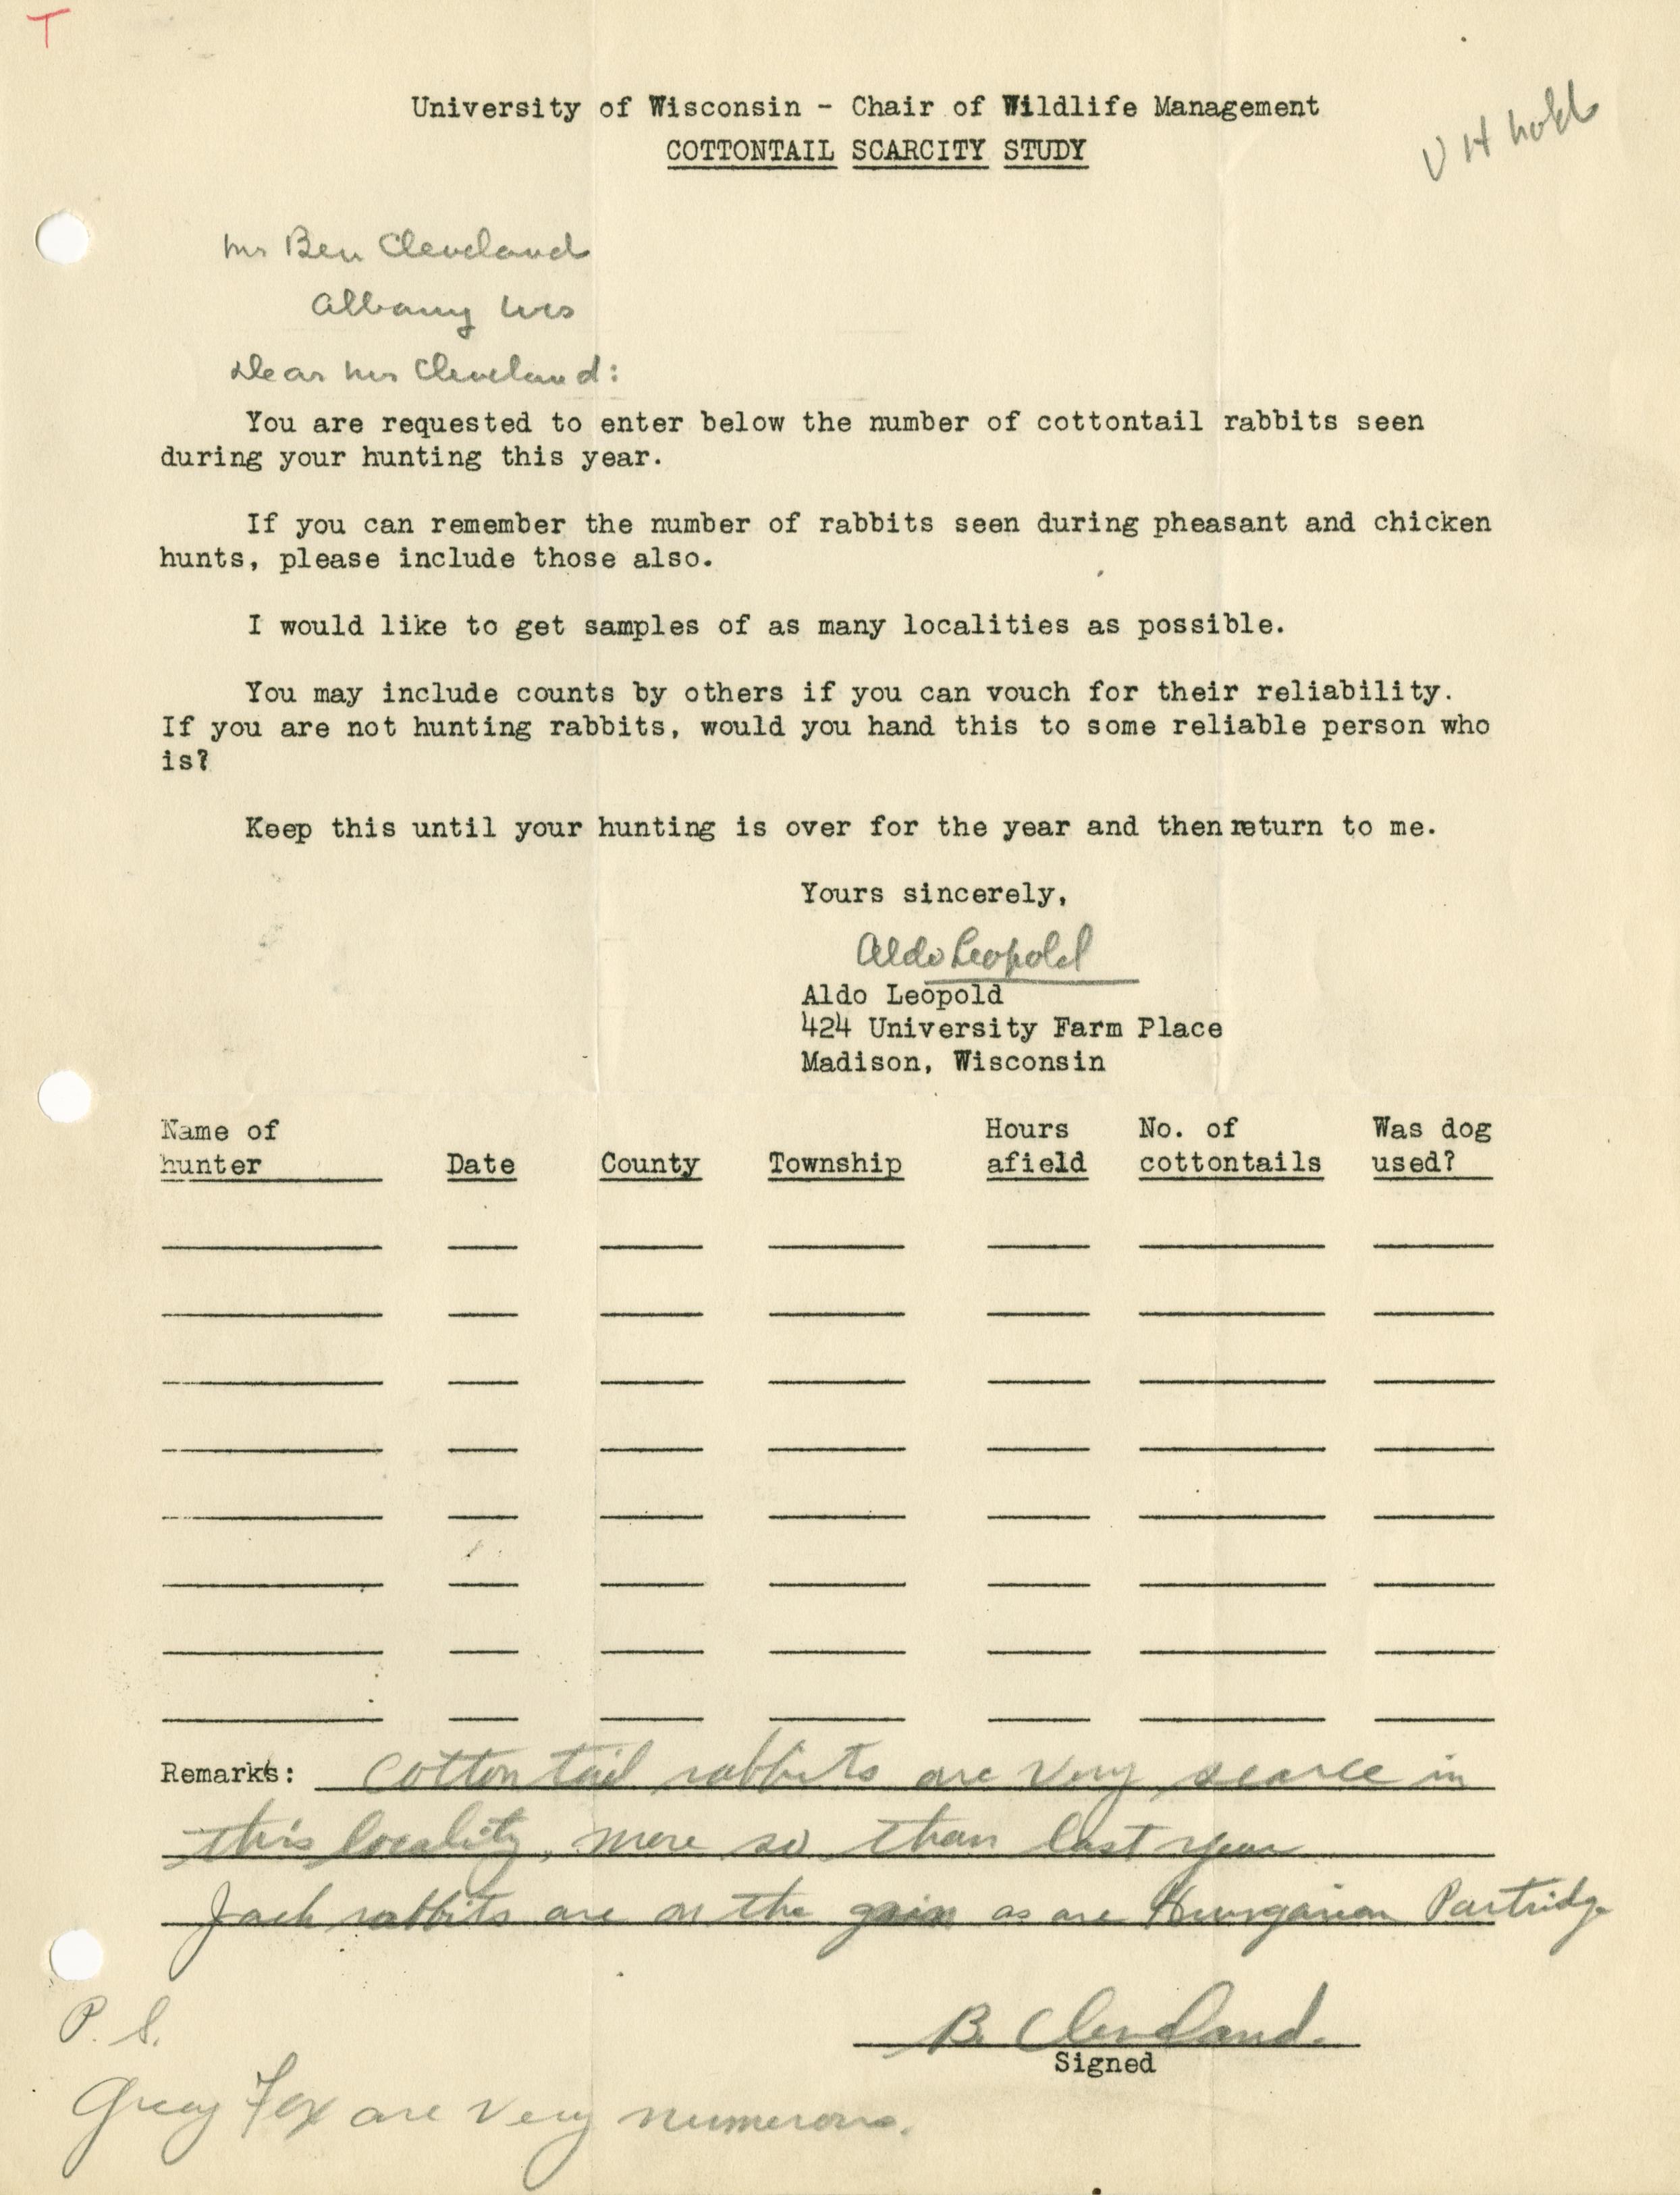 T
University of Wisconsin - Chair of Wildlife Management
COTTONTAIL SCARCITY STUDY
Mr Ben Cleveland
Albany Wis
Dear Mr Cleveland:
You are requested to enter below the number of cottontail rabbits seen
during your hunting this year.
If you can remember the number of rabbits seen during pheasant and chicken
hunts, please include those also.
I would like to get samples of as many localities as possible.
You may include counts by others if you can vouch for their reliability.
If you are not hunting rabbits, would you hand this to some reliable person who
is?
Keep this until your hunting is over for the year and then return to me.
Yours sincerely,
Aldo Leopold
Aldo Leopold
424 University Farm Place
Madison, Wisconsin
Name of hunter Date County Township Hours afield No. of cottontails Was dog used?
Remarks: Cotton tail rabbits are very scarce in
this locality, more so than last year
Jack rabbits are on the gain as are Hungarian Partridge
B. Cleveland.
Signed
P. S.
Grey Fox are very numerous.